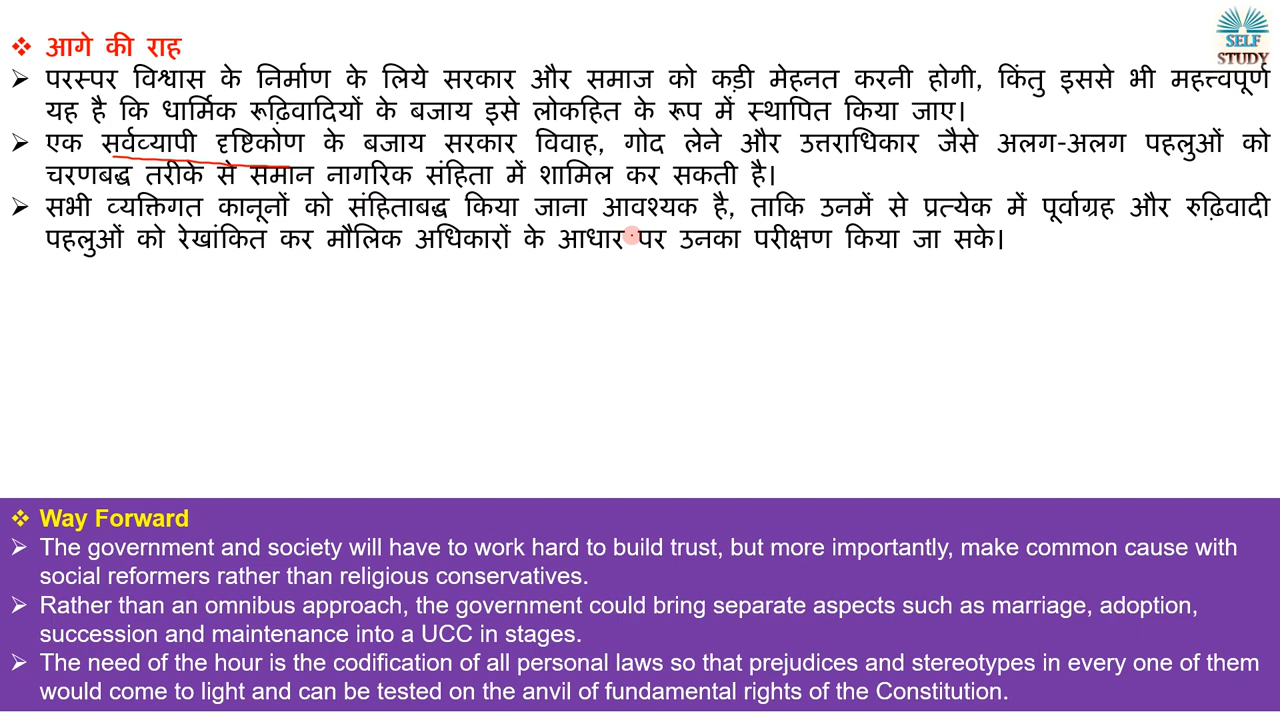 SELF
STUDY
❖ आगे की राह
➢ परस्पर विश्वास के निर्माण के लिये सरकार और समाज को कड़ी मेहनत करनी होगी, किंतु इससे भी महत्त्वपूर्ण
यह है कि धार्मिक रूढ़िवादियों के बजाय इसे लोकहित के रूप में स्थापित किया जाए।
➢ एक सर्वव्यापी दृष्टिकोण के बजाय सरकार विवाह, गोद लेने और उत्तराधिकार जैसे अलग-अलग पहलुओं को
चरणबद्ध तरीके से समान नागरिक संहिता में शामिल कर सकती है।
➢ सभी व्यक्तिगत कानूनों को संहिताबद्ध किया जाना आवश्यक है, ताकि उनमें से प्रत्येक में पूर्वाग्रह और रुढ़िवादी
पहलुओं को रेखांकित कर मौलिक अधिकारों के आधार पर उनका परीक्षण किया जा सके।
❖ Way Forward
➢ The government and society will have to work hard to build trust, but more importantly, make common cause with
social reformers rather than religious conservatives.
➢ Rather than an omnibus approach, the government could bring separate aspects such as marriage, adoption,
succession and maintenance into a UCC in stages.
➢ The need of the hour is the codification of all personal laws so that prejudices and stereotypes in every one of them
would come to light and can be tested on the anvil of fundamental rights of the Constitution.